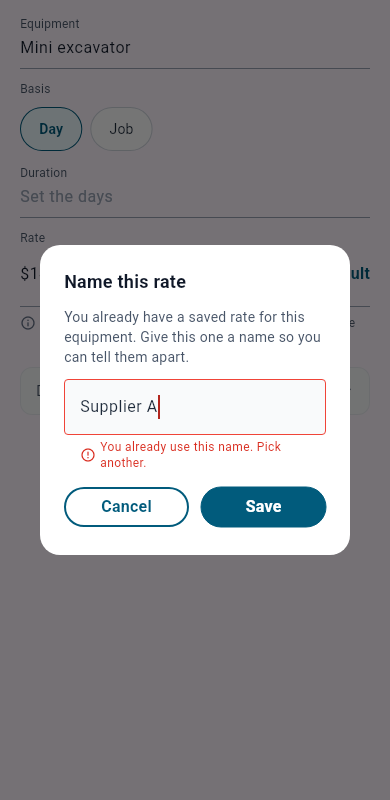 Equipment
Mini excavator
Basis
Day
Job
Duration
Set the days
Rate
Name this rate
You already have a saved rate for this
equipment. Give this one a name so you
can tell them apart.
Supplier A
You already use this name. Pick
another.
Cancel
Save